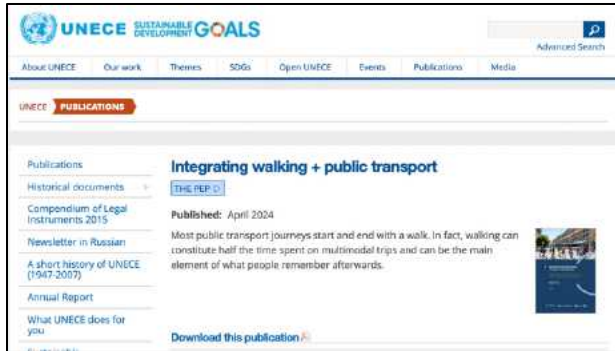 UNECE SUSTAINABLE DEVELOPMENT GOALS
Advanced Search
About UNECE Our work Themes SDGs Open UNECE Events Publications Media
UNECE PUBLICATIONS
Publications
Historical documents
Compendium of Legal
Instruments 2015
Newsletter in Russian
A short history of UNECE
(1947-2007)
Annual Report
What UNECE does for
you
Sustainable
Integrating walking + public transport
THE PEP
Published: April 2024
Most public transport journeys start and end with a walk. In fact, walking can
constitute half the time spent on multimodal trips and can be the main
element of what people remember afterwards.
Download this publication